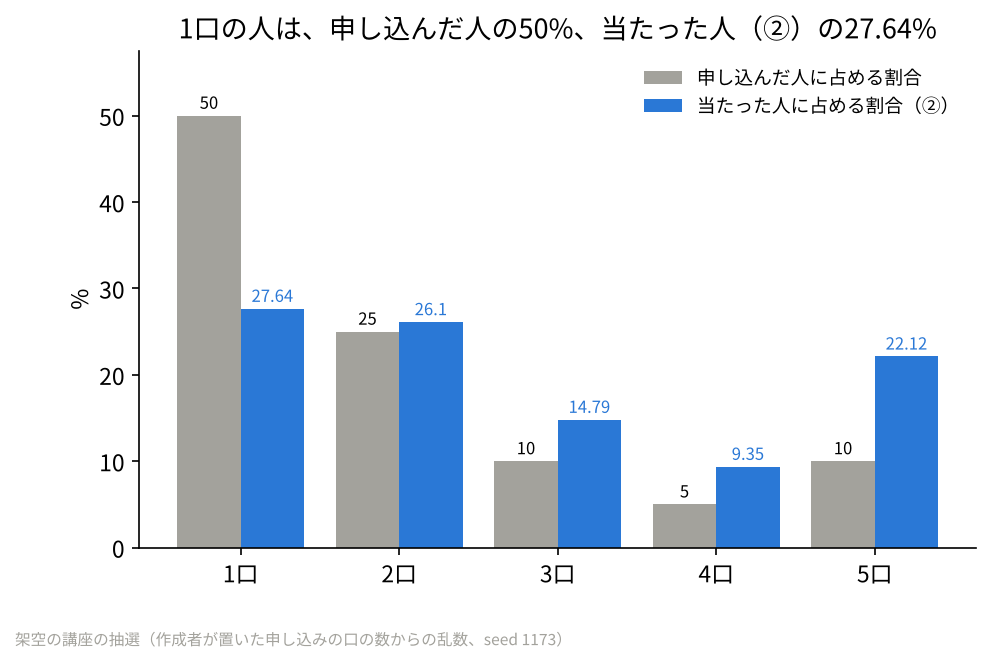 1口の人は、申し込んだ人の50%、当たった人（②）の27.64%
申し込んだ人に占める割合
当たった人に占める割合（②）
%
50
40
30
20
10
0
50
27.64
25
26.1
10
14.79
5
9.35
10
22.12
1口
2口
3口
4口
5口
架空の講座の抽選（作成者が置いた申し込みの口の数からの乱数、seed 1173）